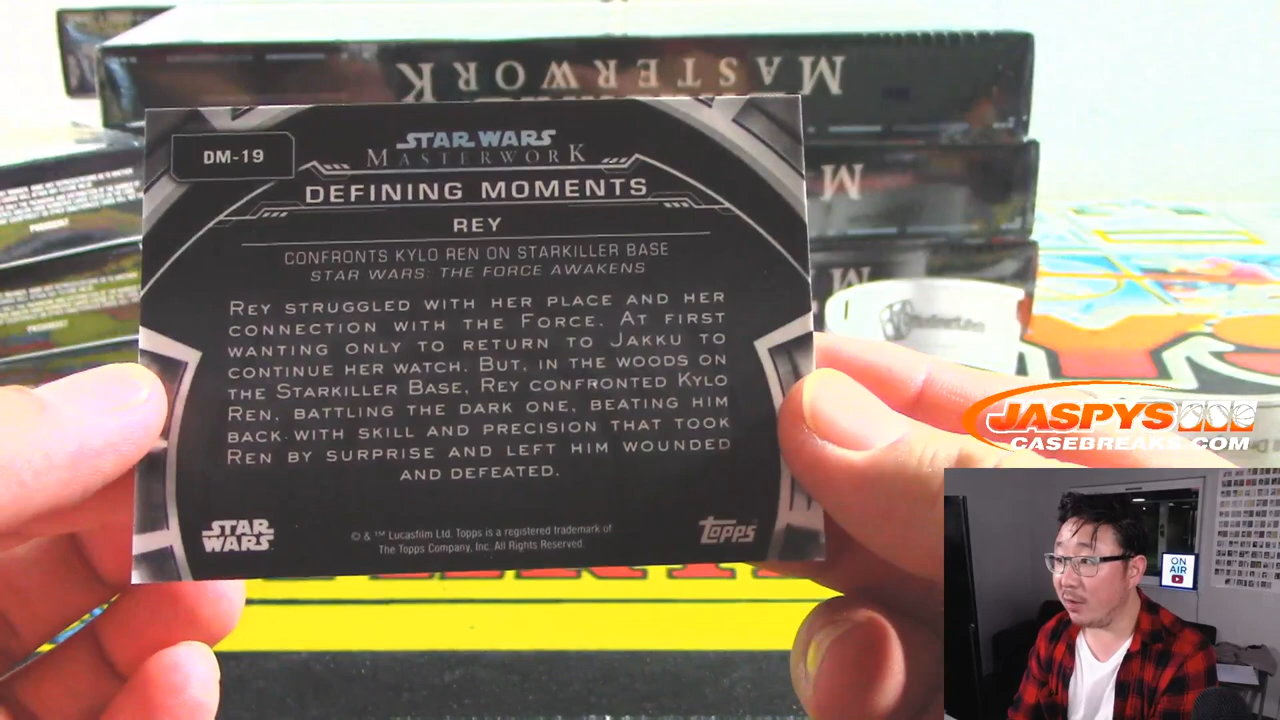 MASTERWORK
M
M
DM-19
STAR WARS
MASTERWORK
DEFINING MOMENTS
REY
CONFRONTS KYLO REN ON STARKILLER BASE
STAR WARS: THE FORCE AWAKENS
REY STRUGGLED WITH HER PLACE AND HER
CONNECTION WITH THE FORCE. AT FIRST
WANTING ONLY TO RETURN TO JAKKU TO
CONTINUE HER WATCH. BUT, IN THE WOODS ON
THE STARKILLER BASE, REY CONFRONTED KYLO
REN, BATTLING THE DARK ONE, BEATING HIM
BACK WITH SKILL AND PRECISION THAT TOOK
REN BY SURPRISE AND LEFT HIM WOUNDED
AND DEFEATED.
STAR
WARS
© & ™ Lucasfilm Ltd. Topps is a registered trademark of
The Topps Company, Inc. All Rights Reserved.
topps
JASPYS
CASEBREAKS.COM
ON
AIR